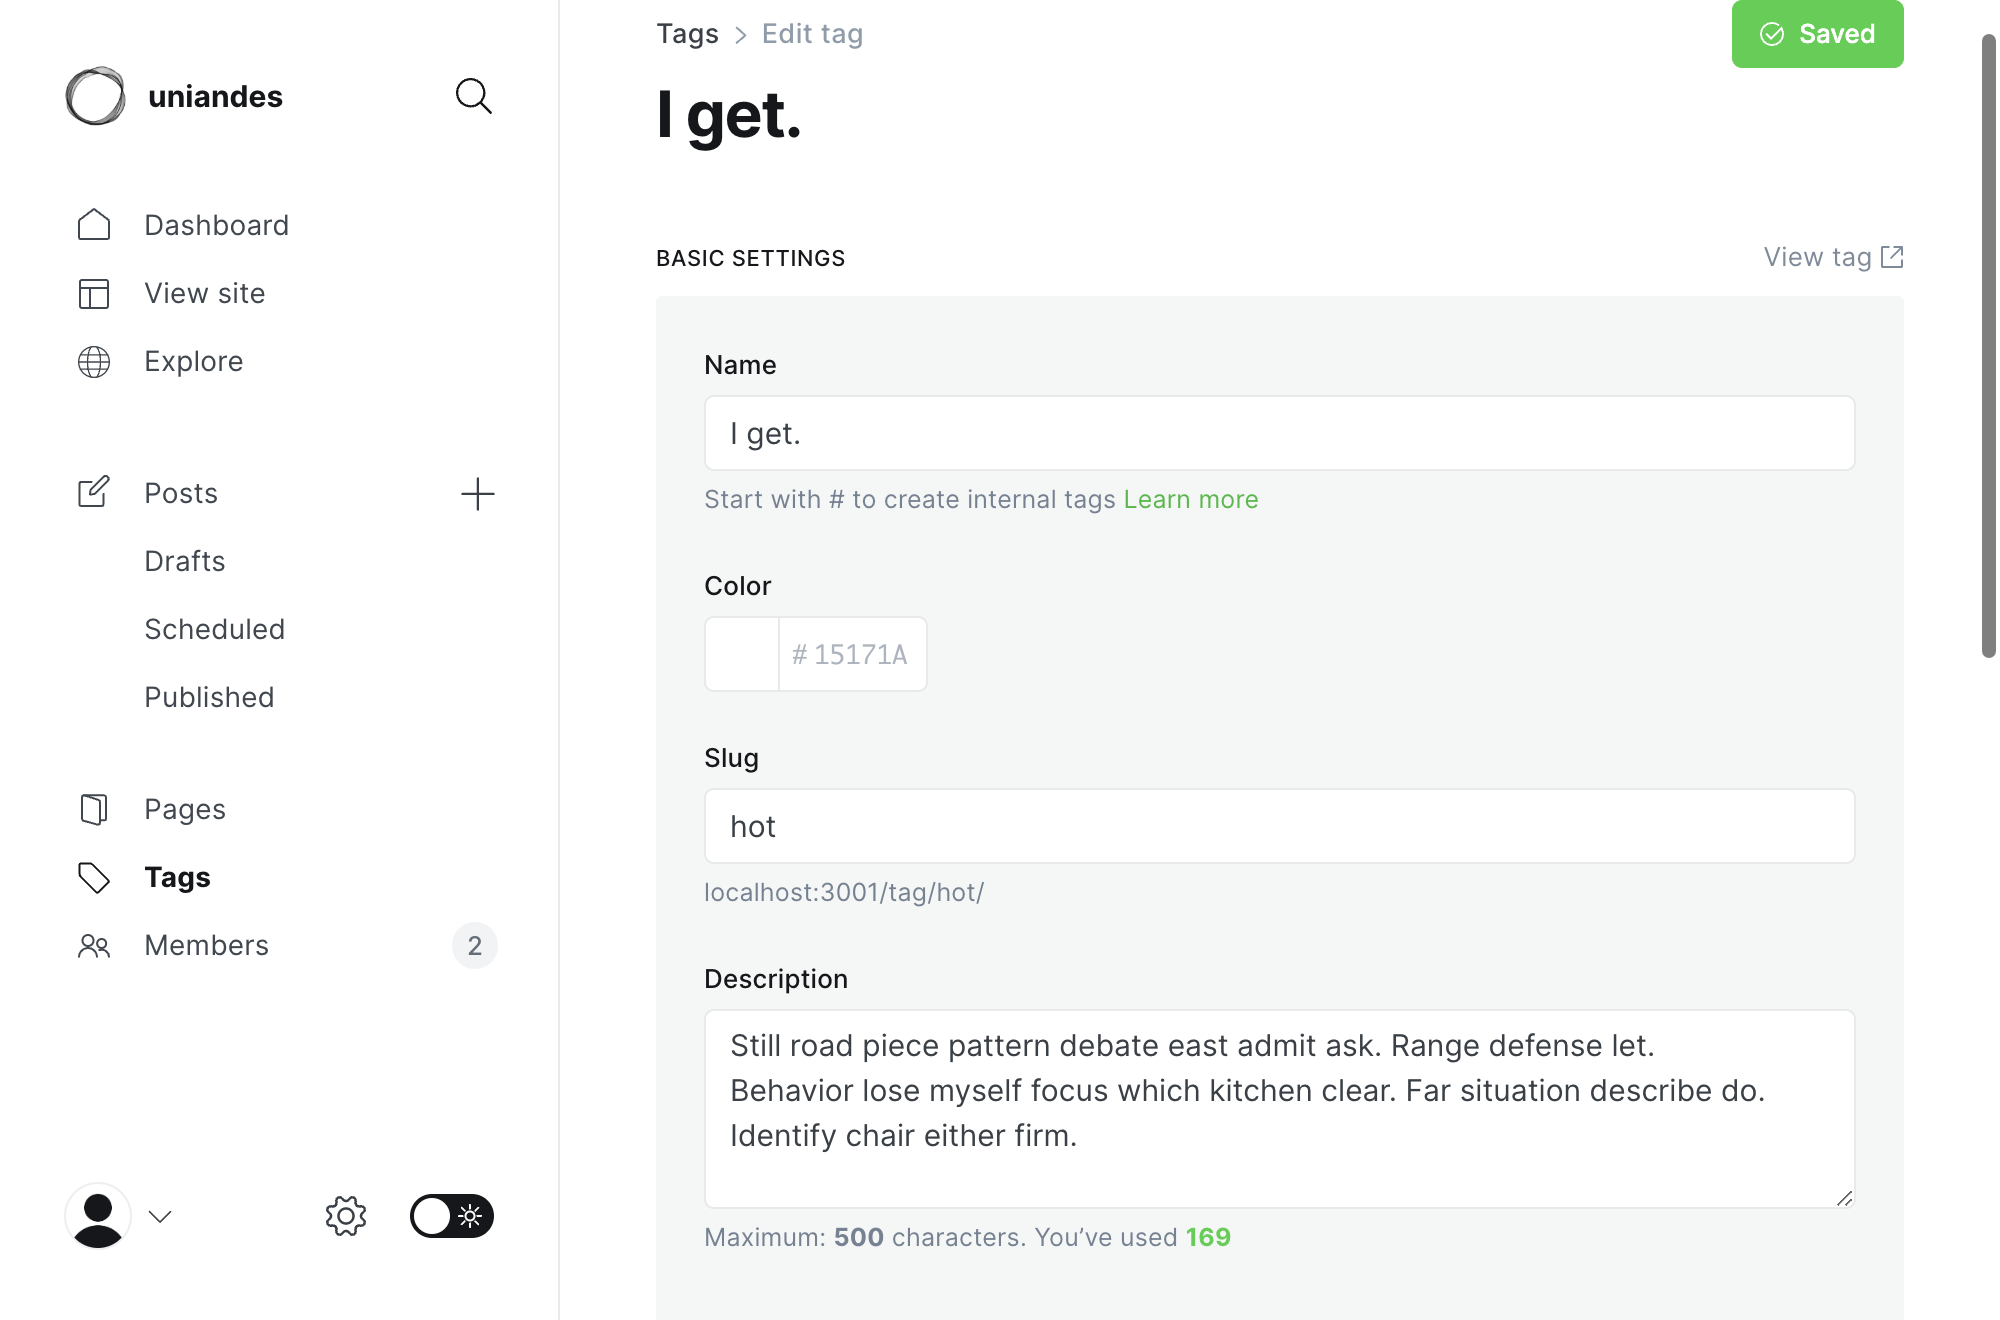 uniandes
Dashboard
View site
Explore
Posts
Drafts
Scheduled
Published
Pages
Tags
Members 2
Tags > Edit tag
Saved
I get.
BASIC SETTINGS
View tag
Name
I get.
Start with # to create internal tags Learn more
Color
# 15171A
Slug
hot
localhost:3001/tag/hot/
Description
Still road piece pattern debate east admit ask. Range defense let.
Behavior lose myself focus which kitchen clear. Far situation describe do.
Identify chair either firm.
Maximum: 500 characters. You’ve used 169